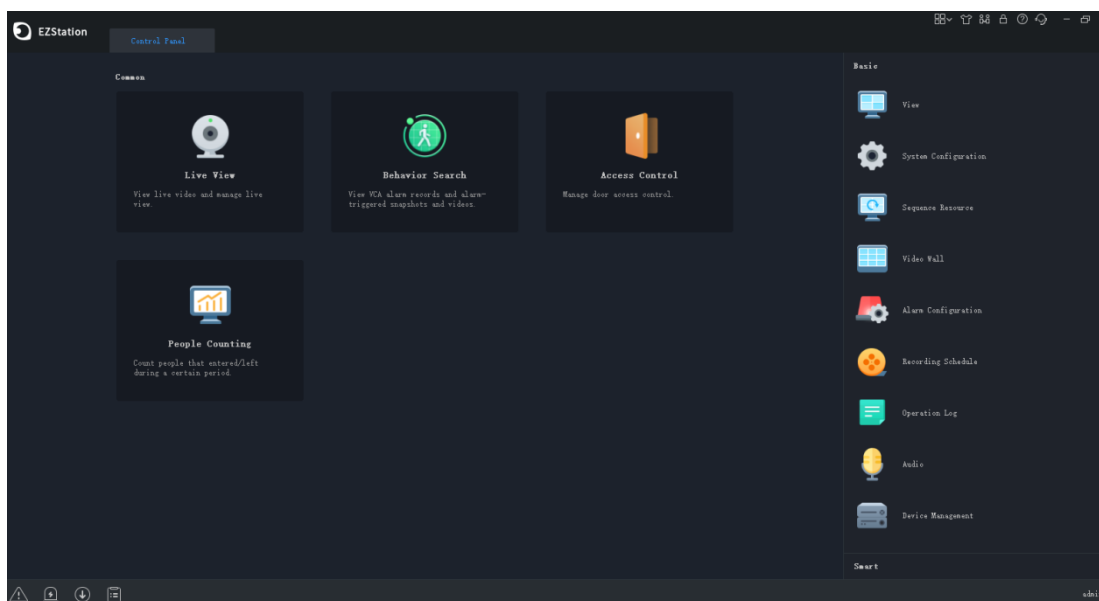 EZStation
Control Panel
Common
Live View
View live video and manage live
view.
Behavior Search
View VCA alarm records and alarm-
triggered snapshots and videos.
Access Control
Manage door access control.
People Counting
Count people that entered/left
during a certain period.
Basic
View
System Configuration
Sequence Resource
Video Wall
Alarm Configuration
Recording Schedule
Operation Log
Audio
Device Management
Smart
admi